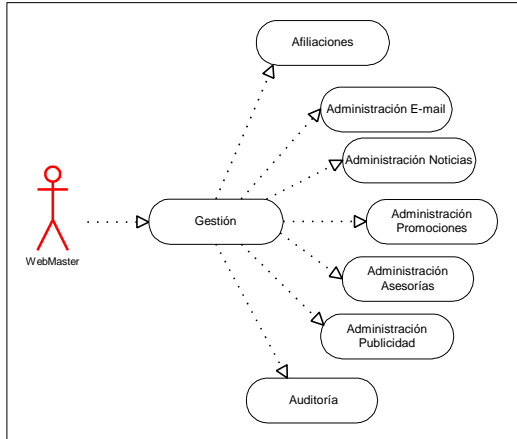 Afiliaciones
Administración E-mail
Administración Noticias
Gestión
Administración
Promociones
WebMaster
Administración
Asesorías
Administración
Publicidad
Auditoría